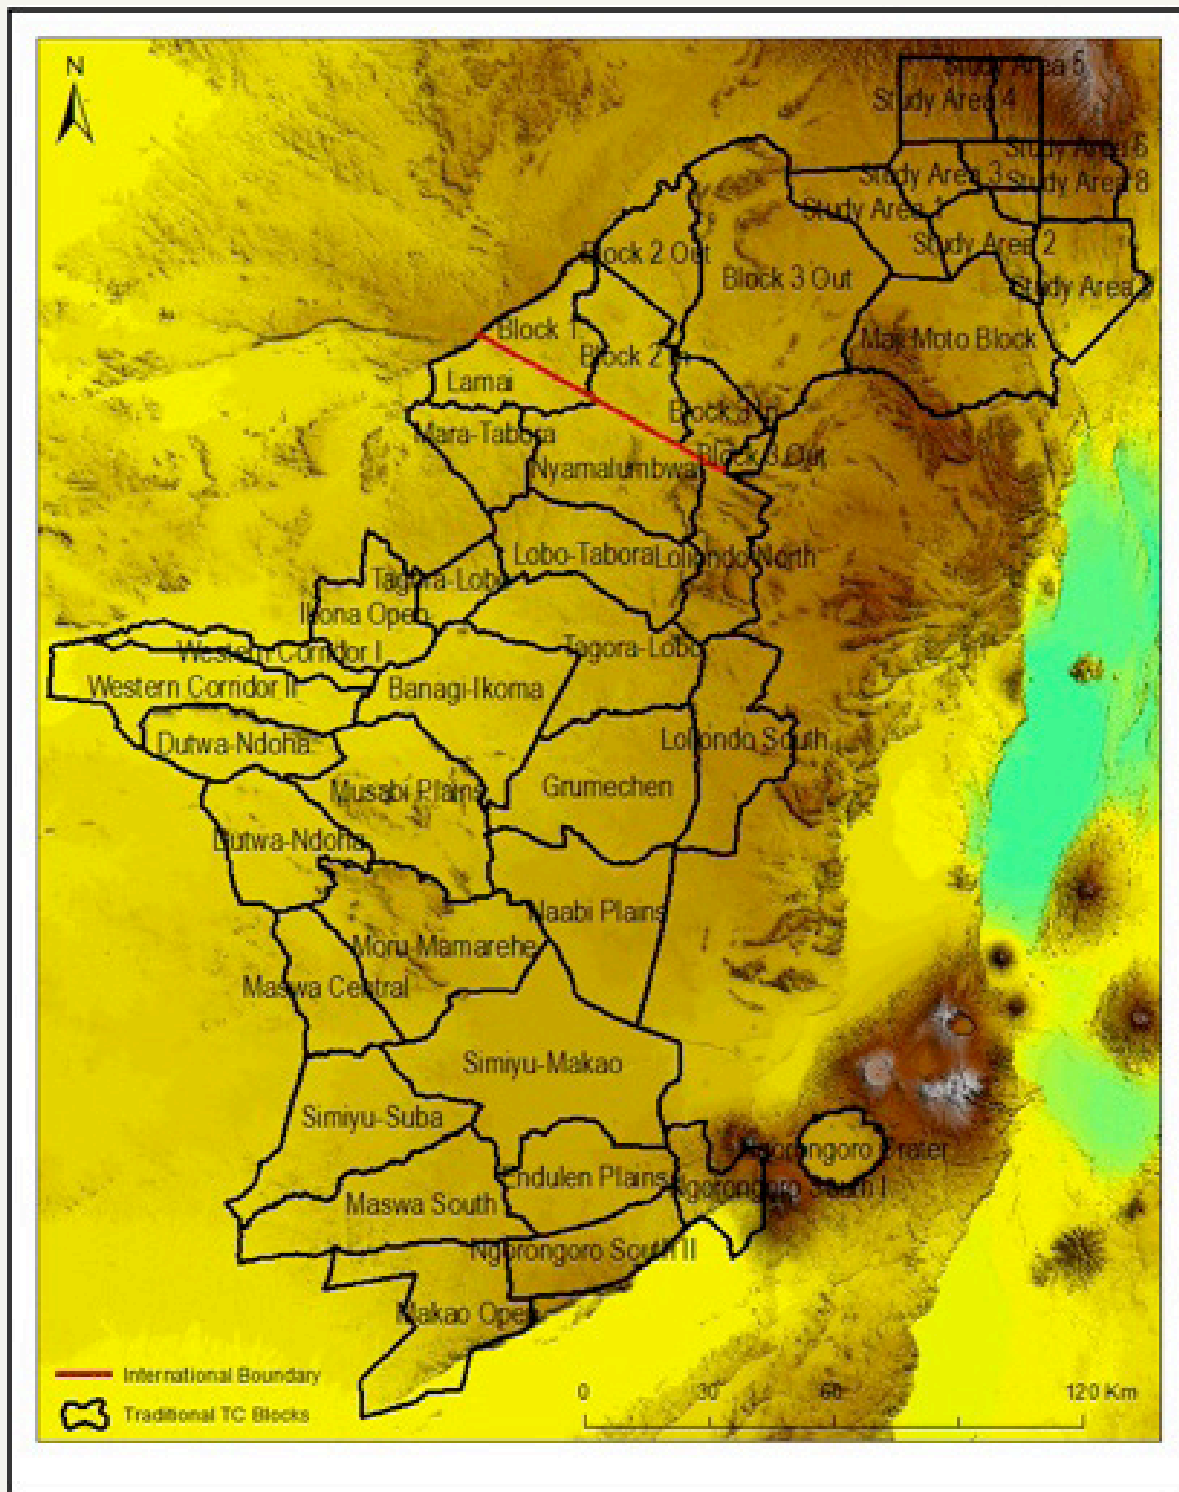 N
Study Area 5
Study Area 4
Study Area 6
Study Area 3
Study Area 8
Study Area 1
Study Area 2
Block 2 Out
Block 3 Out
Study Area
Block 1
Maji Moto Block
Block 2 In
Lamai
Block 3 In
Mara-Tabora
Block 3 Out
Nyamalumbwa
Lobo-Tabora
Loliondo North
Tagora-Lobo
Ikona Open
Tagora-Lobo
Western Corridor I
Western Corridor II
Banagi-Ikoma
Dutwa-Ndoha
Loliondo South
Musabi Plains
Grumechen
Dutwa-Ndoha
Naabi Plains
Moru-Mamarehe
Maswa Central
Simiyu-Makao
Simiyu-Suba
Ngorongoro Crater
Endulen Plains
Ngorongoro South I
Maswa South
Ngorongoro South II
Makao Open
International Boundary
Traditional TC Blocks
0 30 60 120 Km